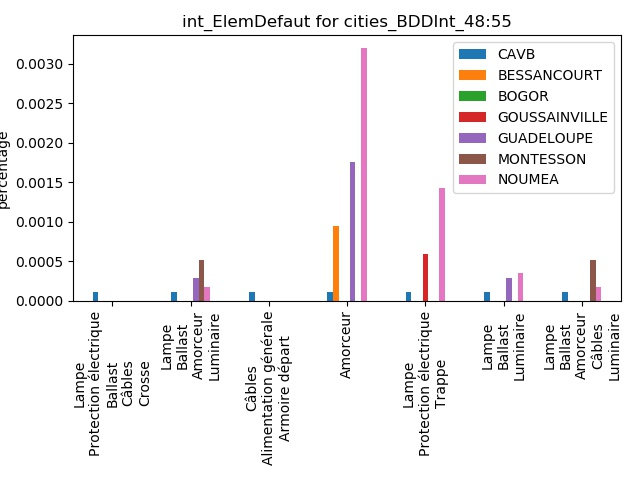 int_ElemDefaut for cities_BDDInt_48:55
percentage
0.0030
0.0025
0.0020
0.0015
0.0010
0.0005
0.0000
CAVB
BESSANCOURT
BOGOR
GOUSSAINVILLE
GUADELOUPE
MONTESSON
NOUMEA
Lampe
Protection électrique
Ballast
Câbles
Crosse
Lampe
Ballast
Amorceur
Luminaire
Câbles
Alimentation générale
Armoire départ
Amorceur
Lampe
Protection électrique
Trappe
Lampe
Ballast
Luminaire
Lampe
Ballast
Amorceur
Câbles
Luminaire